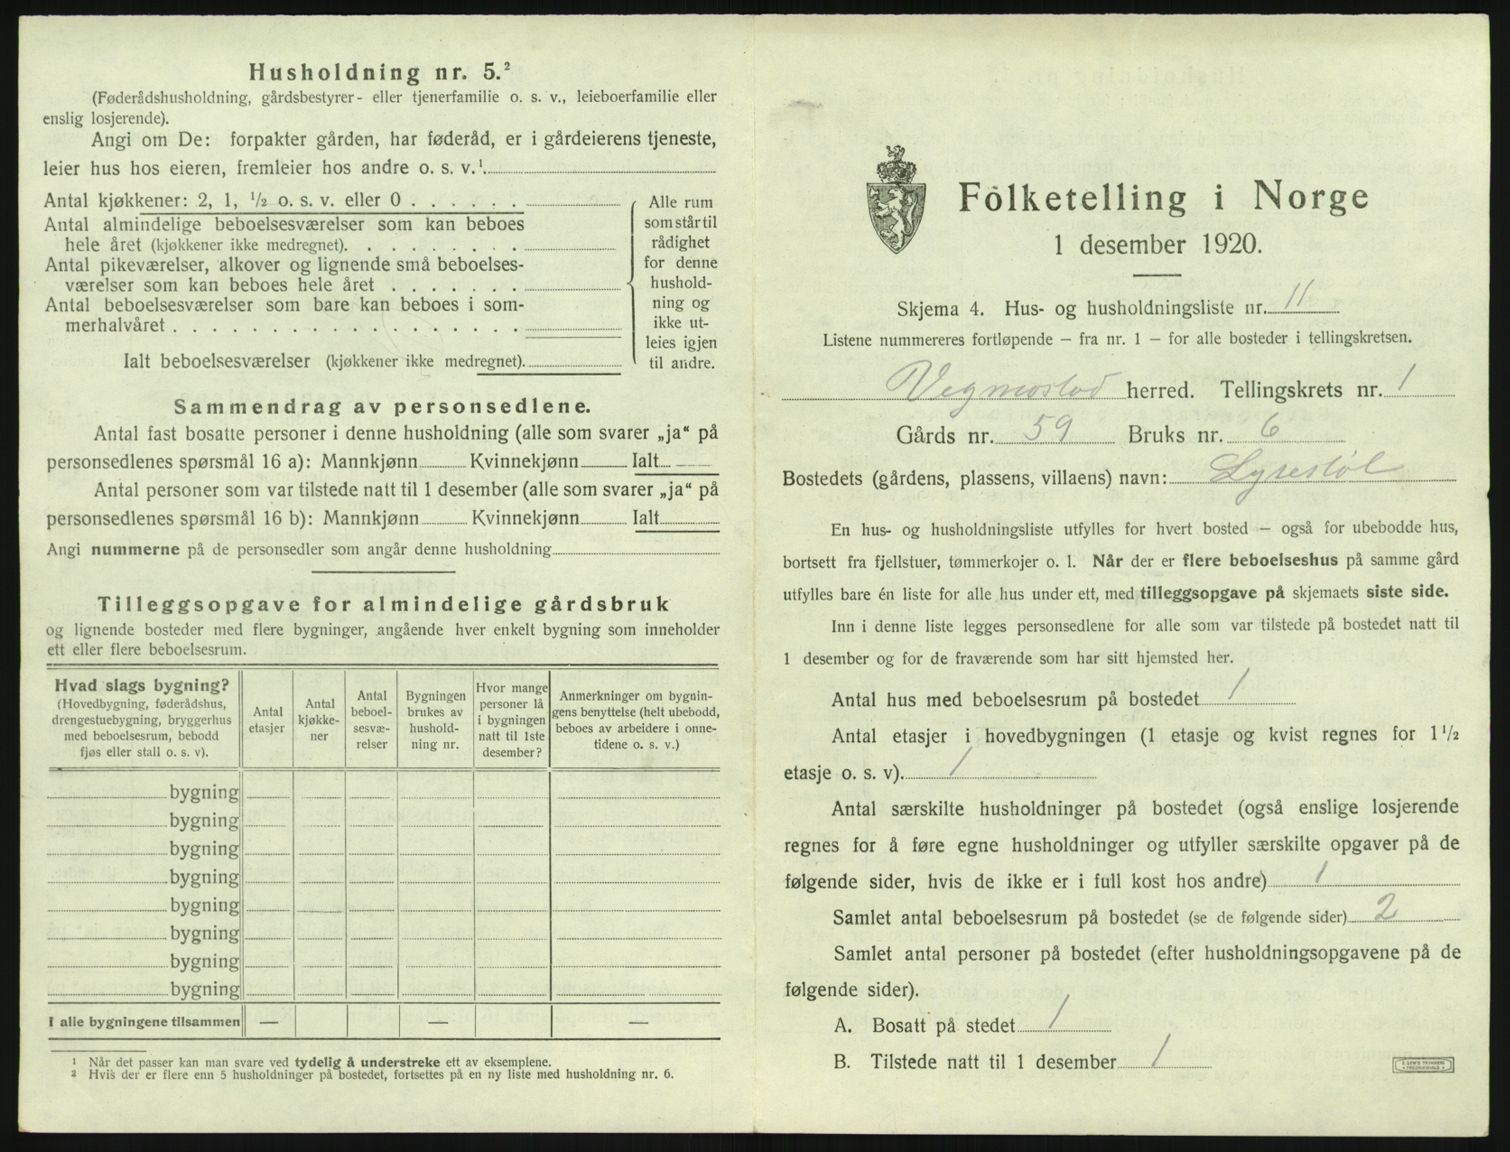 Husholdning nr. 5.²
(Føderådshusholdning, gårdsbestyrer- eller tjenerfamilie o. s. v., leieboerfamilie eller
enslig losjerende).
Angi om De: forpakter gården, har føderåd, er i gårdeierens tjeneste,
leier hus hos eieren, fremleier hos andre o. s. v.¹
Antal kjøkkener: 2, 1, ½ o. s. v. eller 0
Antal almindelige beboelsesværelser som kan beboes
hele året (kjøkkener ikke medregnet).
Antal pikeværelser, alkover og lignende små beboelses-
værelser som kan beboes hele året
Antal beboelsesværelser som bare kan beboes i som-
merhalvåret
Ialt beboelsesværelser (kjøkkener ikke medregnet).
Alle rum
som står til
rådighet
for denne
hushold-
ning og
ikke ut-
leies igjen
til andre.
Sammendrag av personsedlene.
Antal fast bosatte personer i denne husholdning (alle som svarer „ja“ på
personsedlenes spørsmål 16 a): Mannkjønn Kvinnekjønn Ialt
Antal personer som var tilstede natt til 1 desember (alle som svarer „ja“ på
personsedlenes spørsmål 16 b): Mannkjønn Kvinnekjønn Ialt
Angi nummerne på de personsedler som angår denne husholdning
Tilleggsopgave for almindelige gårdsbruk
og lignende bosteder med flere bygninger, angående hver enkelt bygning som inneholder
ett eller flere beboelsesrum.
Hvad slags bygning?
(Hovedbygning, føderådshus,
drengestuebygning, bryggerhus
med beboelsesrum, bebodd
fjøs eller stall o. s. v).
Antal
etasjer
Antal
kjøkke-
ner
Antal
beboel-
sesvæ-
relser
Bygningen
brukes av
hushold-
ning nr.
Hvor mange
personer lå
i bygningen
natt til 1ste
desember?
Anmerkninger om bygnin-
gens benyttelse (helt ubebodd,
beboes av arbeidere i onne-
tidene o. s. v.)
bygning
bygning
bygning
bygning
bygning
bygning
bygning
bygning
I alle bygningene tilsammen — — —
¹ Når det passer kan man svare ved tydelig å understreke ett av eksemplene.
² Hvis der er flere enn 5 husholdninger på bostedet, fortsettes på en ny liste med husholdning nr. 6.
Folketelling i Norge
1 desember 1920.
Skjema 4. Hus- og husholdningsliste nr. 11
Listene nummereres fortløpende – fra nr. 1 – for alle bosteder i tellingskretsen.
Vegmostad herred. Tellingskrets nr. 1
Gårds nr. 59 Bruks nr. 6
Bostedets (gårdens, plassens, villaens) navn: Lyrestøl
En hus- og husholdningsliste utfylles for hvert bosted – også for ubebodde hus,
bortsett fra fjellstuer, tømmerkojer o. l. Når der er flere beboelseshus på samme gård
utfylles bare én liste for alle hus under ett, med tilleggsopgave på skjemaets siste side.
Inn i denne liste legges personsedlene for alle som var tilstede på bostedet natt til
1 desember og for de fraværende som har sitt hjemsted her.
Antal hus med beboelsesrum på bostedet 1
Antal etasjer i hovedbygningen (1 etasje og kvist regnes for 1½
etasje o. s. v). 1
Antal særskilte husholdninger på bostedet (også enslige losjerende
regnes for å føre egne husholdninger og utfyller særskilte opgaver på de
følgende sider, hvis de ikke er i full kost hos andre) 1
Samlet antal beboelsesrum på bostedet (se de følgende sider) 2
Samlet antal personer på bostedet (efter husholdningsopgavene på de
følgende sider).
A. Bosatt på stedet 1
B. Tilstede natt til 1 desember 1